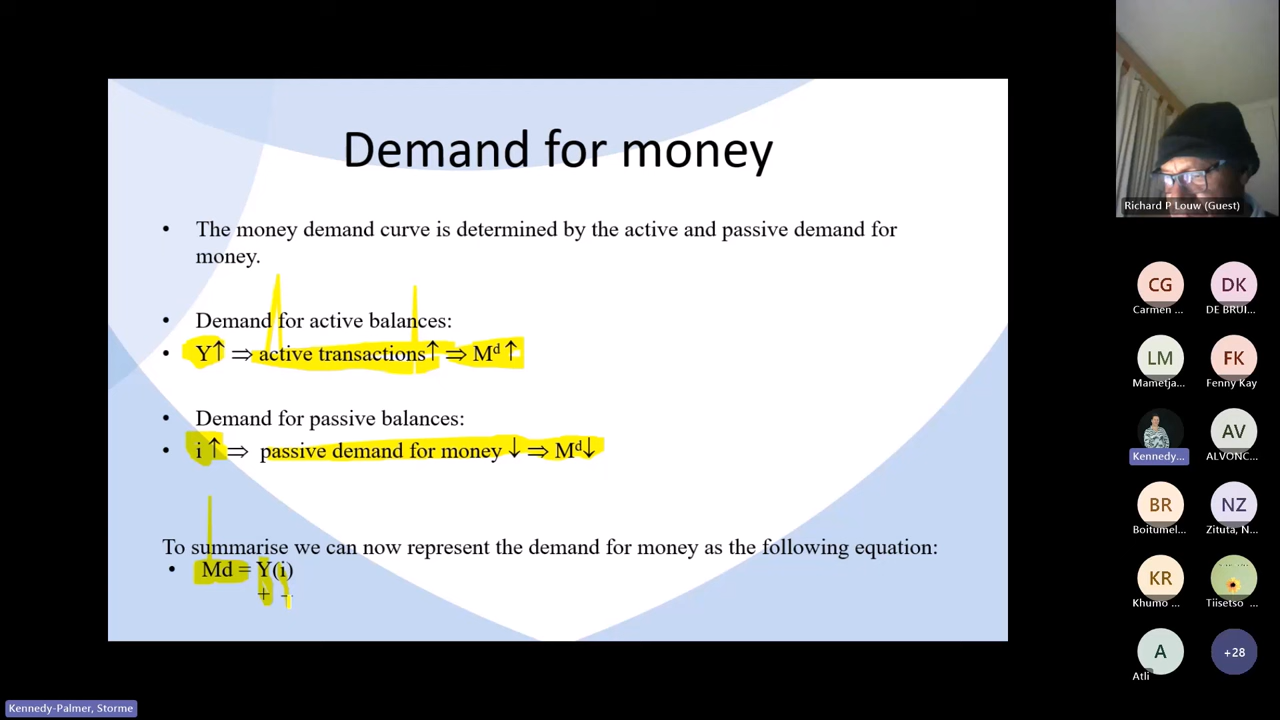 Demand for money
• The money demand curve is determined by the active and passive demand for
money.
• Demand for active balances:
• Y↑ ⇒ active transactions↑ ⇒ Mᵈ ↑
• Demand for passive balances:
• i↑ ⇒ passive demand for money ↓ ⇒ Mᵈ↓
To summarise we can now represent the demand for money as the following equation:
• Md = Y(i)
+ -
Richard P Louw (Guest)
CG
Carmen ...
DK
DE BRUI...
LM
Mametja...
FK
Fenny Kay
Kennedy-...
AV
ALVONC...
BR
Boitumel...
NZ
Zituta, N...
KR
Khumo ...
Tiisetso ...
A
Atli
+28
Kennedy-Palmer, Storme